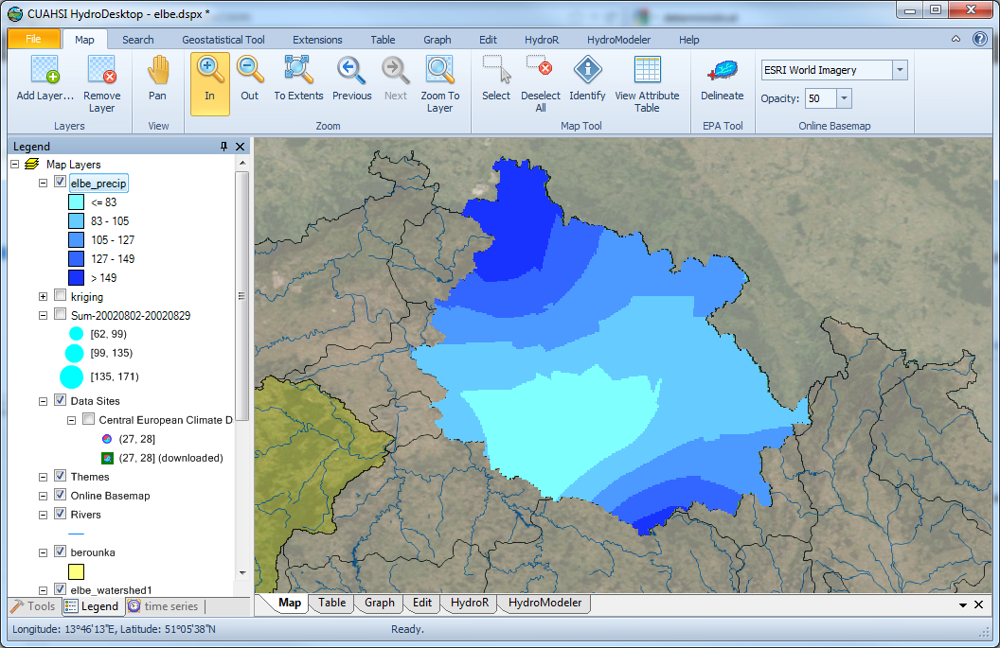 CUAHSI HydroDesktop - elbe.dspx *
File Map Search Geostatistical Tool Extensions Table Graph Edit HydroR HydroModeler Help
Add Layer... Remove Layer Pan In Out To Extents Previous Next Zoom To Layer Select Deselect All Identify View Attribute Table Delineate
ESRI World Imagery
Opacity: 50
Layers View Zoom Map Tool EPA Tool Online Basemap
Legend
Map Layers
elbe_precip
<= 83
83 - 105
105 - 127
127 - 149
> 149
kriging
Sum-20020802-20020829
[62, 99)
[99, 135)
[135, 171)
Data Sites
Central European Climate D
(27, 28]
(27, 28] (downloaded)
Themes
Online Basemap
Rivers
berounka
elbe_watershed1
Tools Legend time series
Map Table Graph Edit HydroR HydroModeler
Longitude: 13°46'13"E, Latitude: 51°05'38"N Ready.